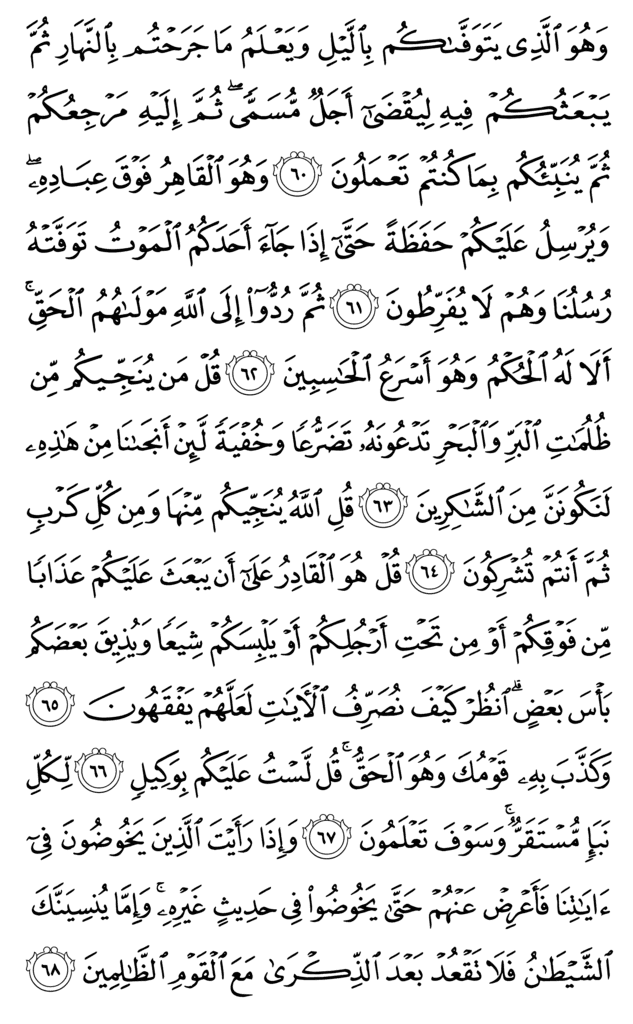 وَهُوَ ٱلَّذِى يَتَوَفَّىٰكُم بِٱلَّيْلِ وَيَعْلَمُ مَا جَرَحْتُم بِٱلنَّهَارِ ثُمَّ
يَبْعَثُكُمْ فِيهِ لِيُقْضَىٰٓ أَجَلٌ مُّسَمًّى ۖ ثُمَّ إِلَيْهِ مَرْجِعُكُمْ
ثُمَّ يُنَبِّئُكُم بِمَا كُنتُمْ تَعْمَلُونَ ٦٠ وَهُوَ ٱلْقَاهِرُ فَوْقَ عِبَادِهِۦ ۖ
وَيُرْسِلُ عَلَيْكُمْ حَفَظَةً حَتَّىٰٓ إِذَا جَآءَ أَحَدَكُمُ ٱلْمَوْتُ تَوَفَّتْهُ
رُسُلُنَا وَهُمْ لَا يُفَرِّطُونَ ٦١ ثُمَّ رُدُّوٓا۟ إِلَى ٱللَّهِ مَوْلَىٰهُمُ ٱلْحَقِّ ۚ
أَلَا لَهُ ٱلْحُكْمُ وَهُوَ أَسْرَعُ ٱلْحَـٰسِبِينَ ٦٢ قُلْ مَن يُنَجِّيكُم مِّن
ظُلُمَـٰتِ ٱلْبَرِّ وَٱلْبَحْرِ تَدْعُونَهُۥ تَضَرُّعًا وَخُفْيَةً لَّئِنْ أَنجَىٰنَا مِنْ هَـٰذِهِۦ
لَنَكُونَنَّ مِنَ ٱلشَّـٰكِرِينَ ٦٣ قُلِ ٱللَّهُ يُنَجِّيكُم مِّنْهَا وَمِن كُلِّ كَرْبٍ
ثُمَّ أَنتُمْ تُشْرِكُونَ ٦٤ قُلْ هُوَ ٱلْقَادِرُ عَلَىٰٓ أَن يَبْعَثَ عَلَيْكُمْ عَذَابًا
مِّن فَوْقِكُمْ أَوْ مِن تَحْتِ أَرْجُلِكُمْ أَوْ يَلْبِسَكُمْ شِيَعًا وَيُذِيقَ بَعْضَكُم
بَأْسَ بَعْضٍ ۗ ٱنظُرْ كَيْفَ نُصَرِّفُ ٱلْـَٔايَـٰتِ لَعَلَّهُمْ يَفْقَهُونَ ٦٥
وَكَذَّبَ بِهِۦ قَوْمُكَ وَهُوَ ٱلْحَقُّ ۚ قُل لَّسْتُ عَلَيْكُم بِوَكِيلٍ ٦٦ لِّكُلِّ
نَبَإٍ مُّسْتَقَرٌّ ۚ وَسَوْفَ تَعْلَمُونَ ٦٧ وَإِذَا رَأَيْتَ ٱلَّذِينَ يَخُوضُونَ فِىٓ
ءَايَـٰتِنَا فَأَعْرِضْ عَنْهُمْ حَتَّىٰ يَخُوضُوا۟ فِى حَدِيثٍ غَيْرِهِۦ ۚ وَإِمَّا يُنسِيَنَّكَ
ٱلشَّيْطَـٰنُ فَلَا تَقْعُدْ بَعْدَ ٱلذِّكْرَىٰ مَعَ ٱلْقَوْمِ ٱلظَّـٰلِمِينَ ٦٨